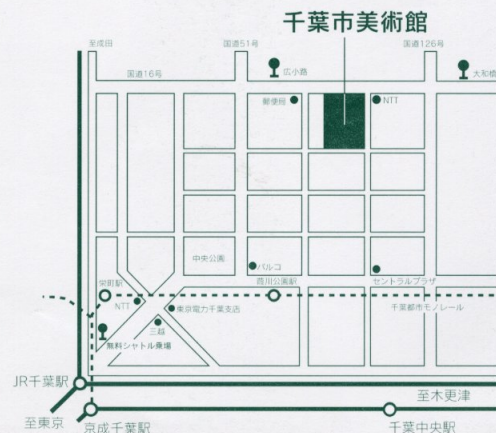 千葉市美術館
至成田
国道51号
国道126号
国道16号
広小路
大和橋
郵便局
NTT
中央公園
パルコ
セントラルプラザ
栄町駅
葭川公園駅
NTT
東京電力千葉支店
千葉都市モノレール
三越
無料シャトル乗場
JR千葉駅
至木更津
至東京
京成千葉駅
千葉中央駅